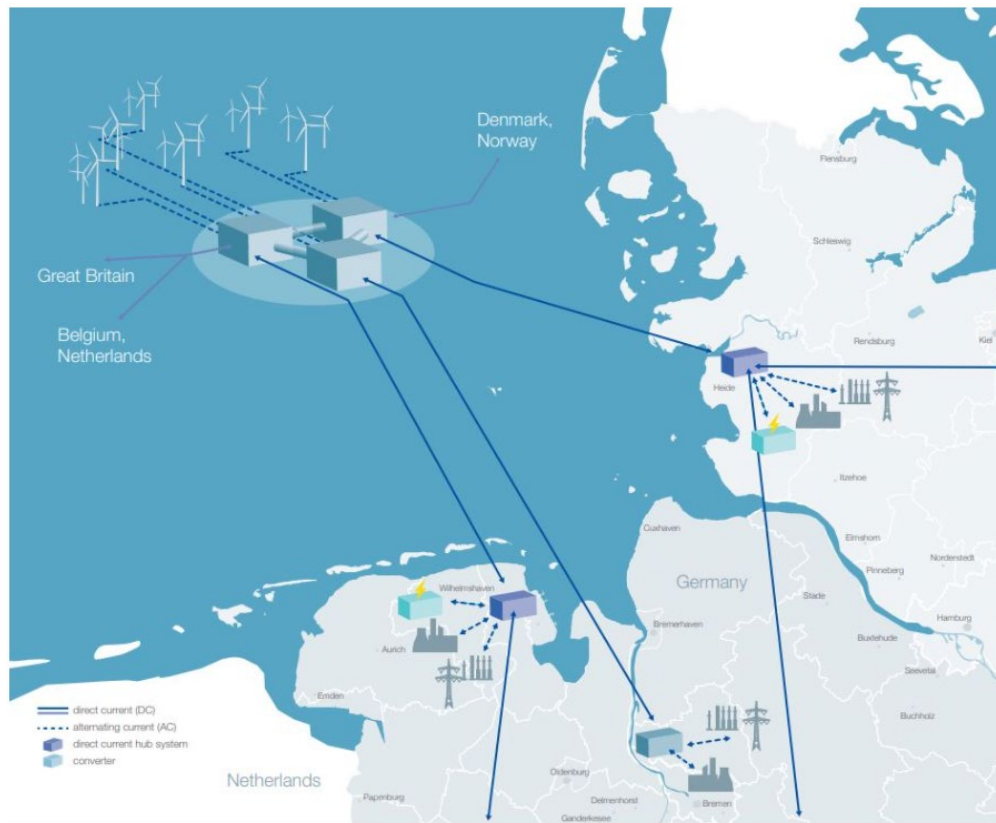 Denmark,
Norway
Flensburg
Schleswig
Great Britain
Belgium,
Netherlands
Rendsburg
Kiel
Heide
Itzehoe
Cuxhaven
Elmshorn
Norderstedt
Pinneberg
Germany
Wilhelmshaven
Stade
Hamburg
Bremerhaven
Aurich
Buxtehude
Seevetal
Emden
direct current (DC)
Buchholz
alternating current (AC)
direct current hub system
converter
Netherlands
Oldenburg
Papenburg
Delmenhorst
Bremen
Ganderkesee